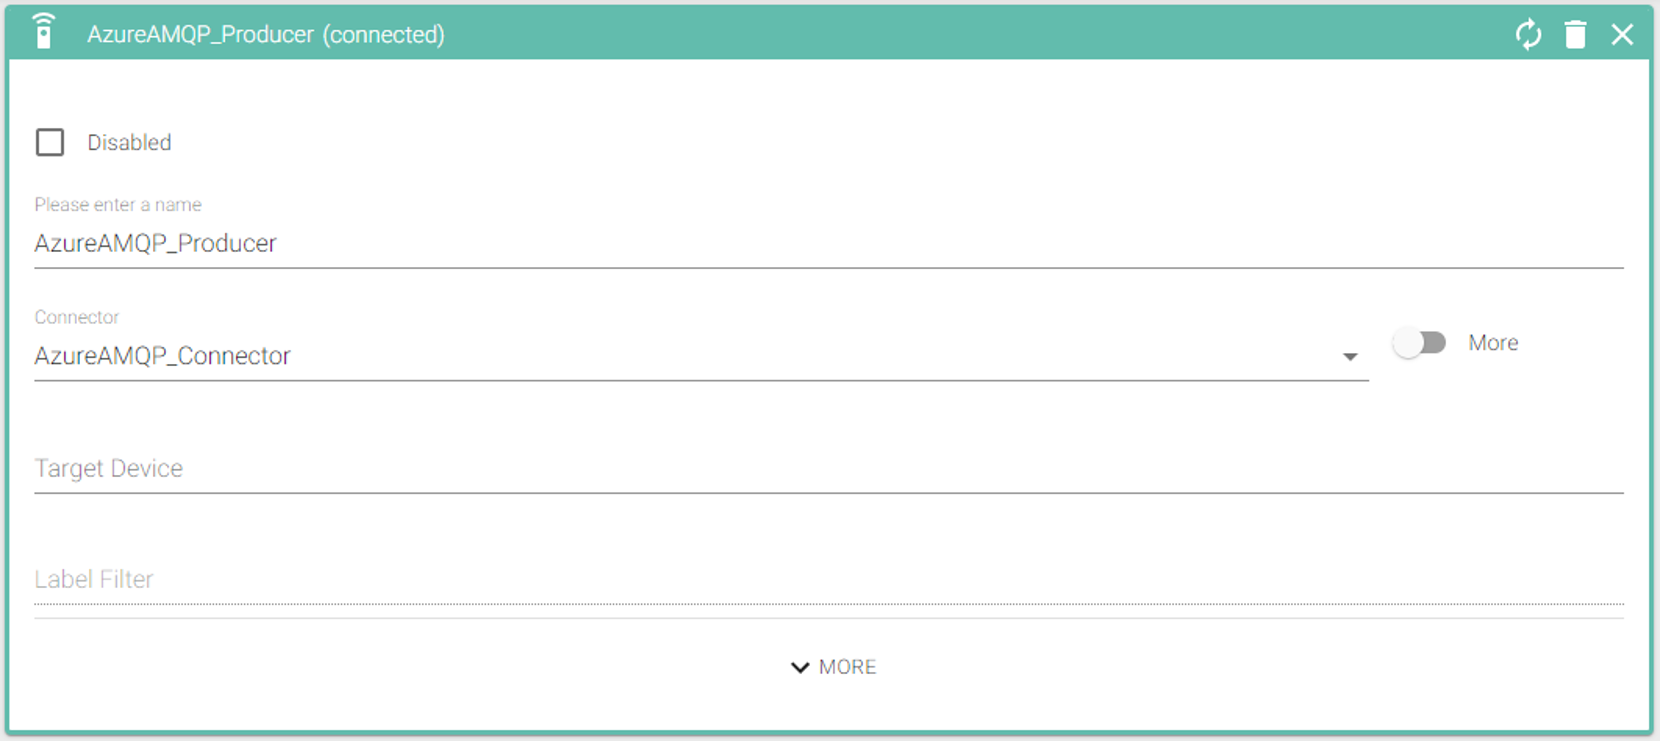 AzureAMQP_Producer (connected)
Disabled
Please enter a name
AzureAMQP_Producer
Connector
AzureAMQP_Connector
More
Target Device
Label Filter
MORE